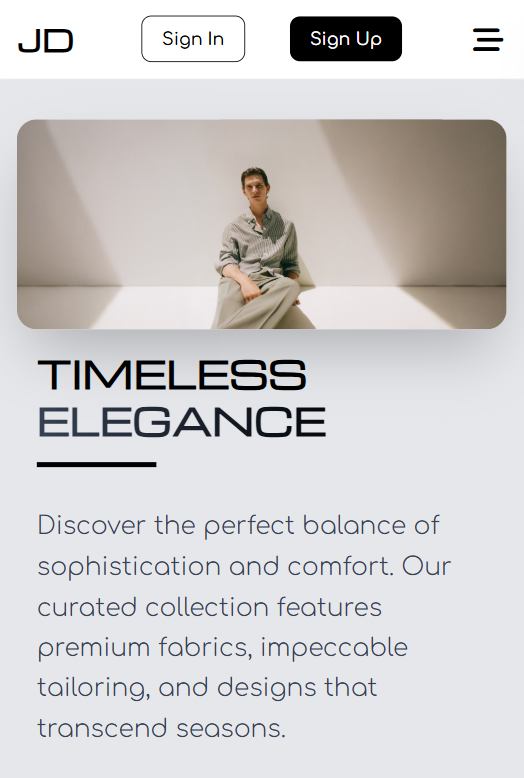 JD
Sign In
Sign Up
TIMELESS
ELEGANCE
Discover the perfect balance of
sophistication and comfort. Our
curated collection features
premium fabrics, impeccable
tailoring, and designs that
transcend seasons.